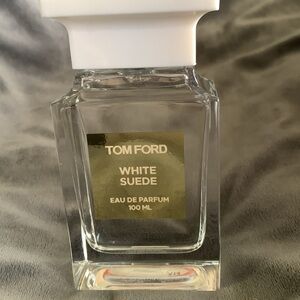 TOM FORD
WHITE
SUEDE
EAU DE PARFUM
100 ML